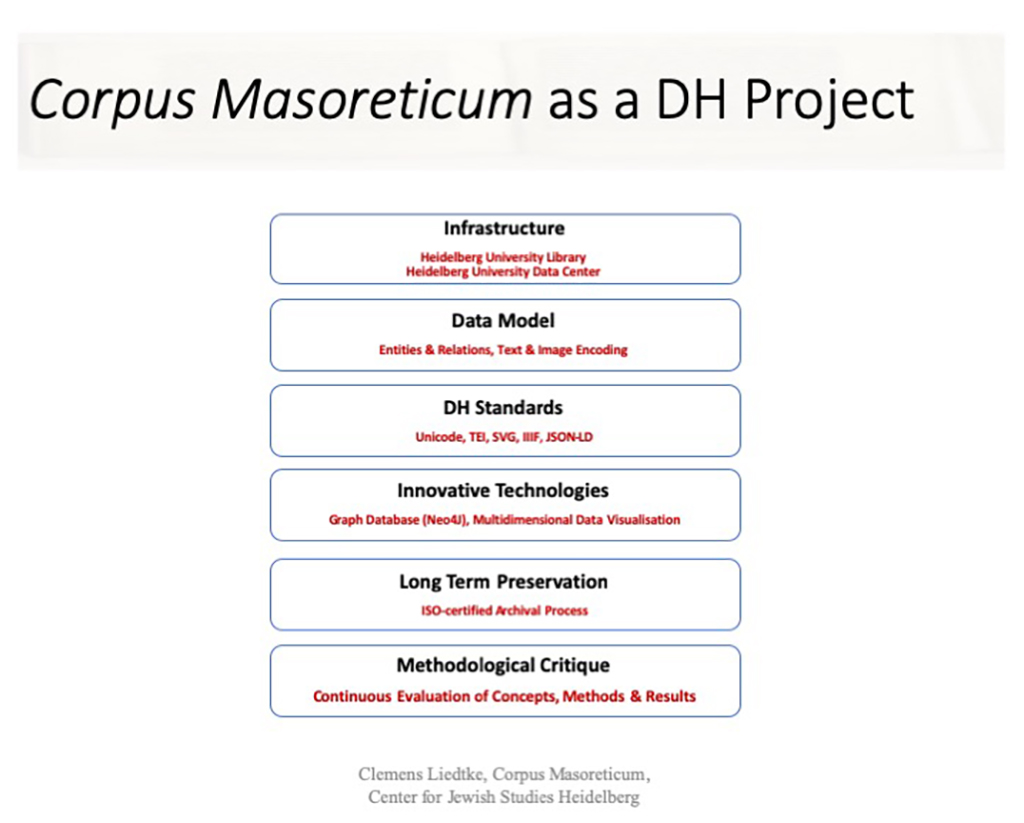 Corpus Masoreticum as a DH Project
Infrastructure
Heidelberg University Library
Heidelberg University Data Center
Data Model
Entities & Relations, Text & Image Encoding
DH Standards
Unicode, TEI, SVG, IIIF, JSON-LD
Innovative Technologies
Graph Database (Neo4J), Multidimensional Data Visualisation
Long Term Preservation
ISO-certified Archival Process
Methodological Critique
Continuous Evaluation of Concepts, Methods & Results
Clemens Liedtke, Corpus Masoreticum,
Center for Jewish Studies Heidelberg